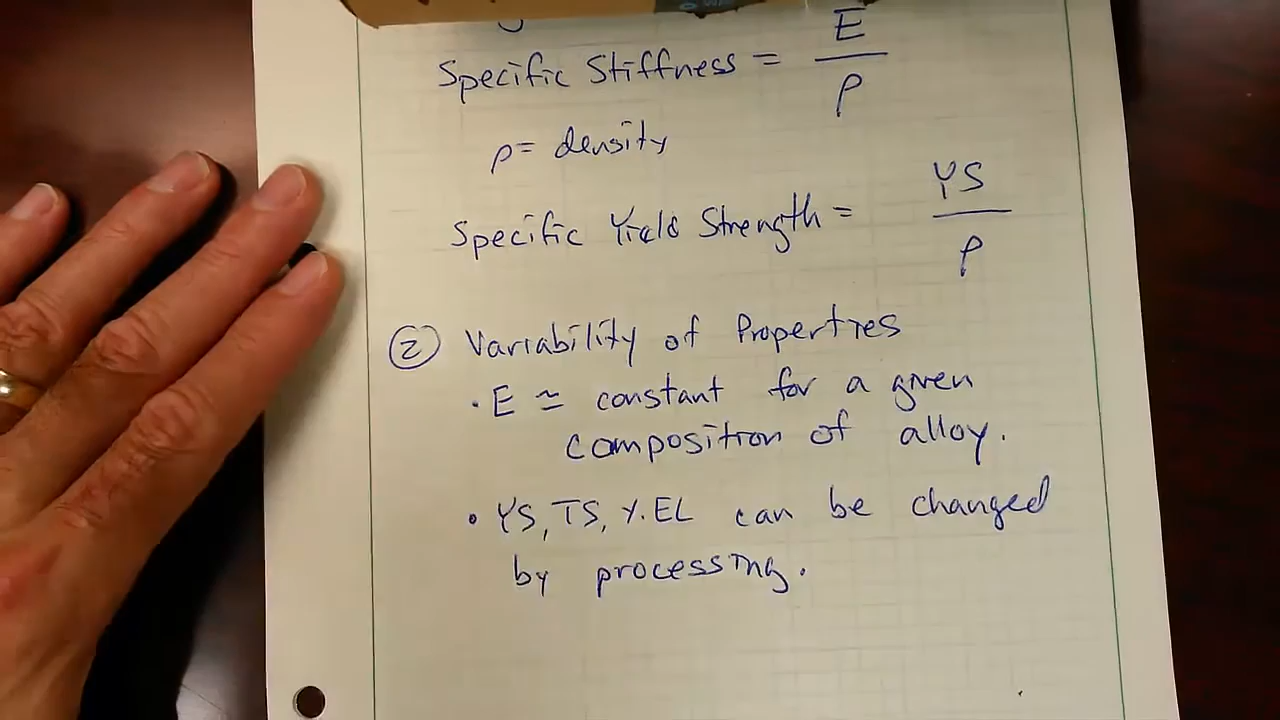 Specific Stiffness = E / ρ
ρ = density
Specific Yield Strength = YS / ρ
② Variability of Properties
• E ≃ constant for a given
composition of alloy.
• YS, TS, %EL can be changed
by processing.